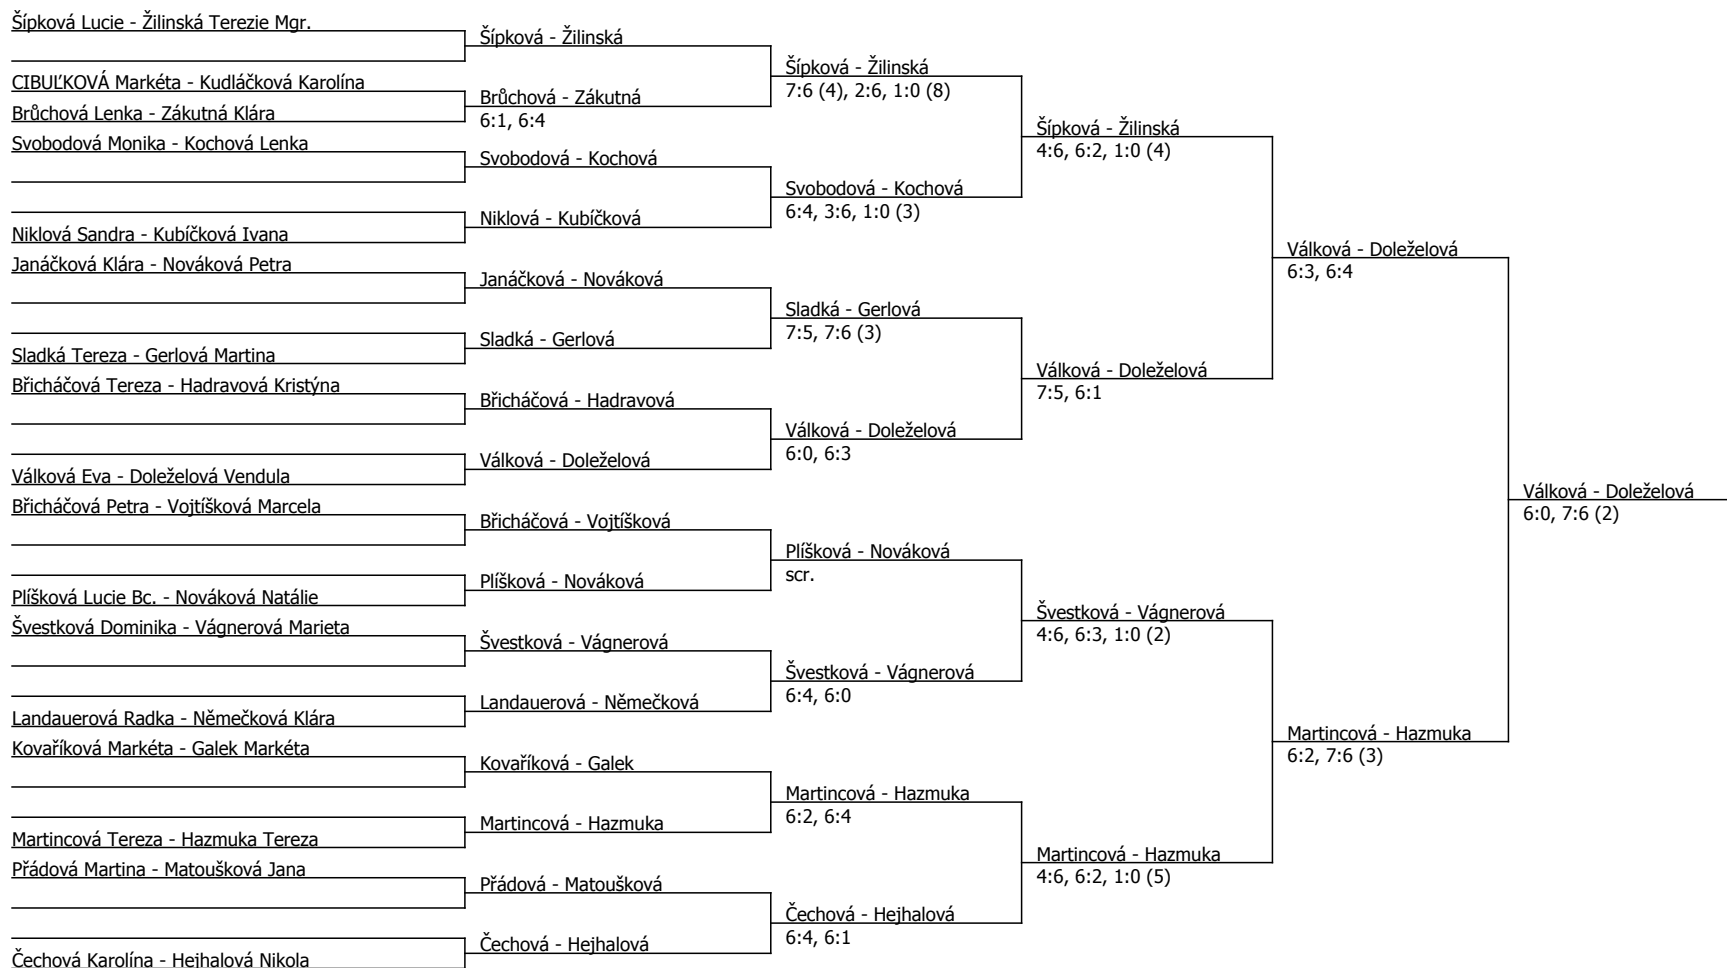 Šípková Lucie - Žilinská Terezie Mgr.
CIBUĽKOVÁ Markéta - Kudláčková Karolína
Brůchová Lenka - Zákutná Klára
Svobodová Monika - Kochová Lenka
Niklová Sandra - Kubíčková Ivana
Janáčková Klára - Nováková Petra
Sladká Tereza - Gerlová Martina
Břicháčová Tereza - Hadravová Kristýna
Válková Eva - Doleželová Vendula
Břicháčová Petra - Vojtíšková Marcela
Plíšková Lucie Bc. - Nováková Natálie
Švestková Dominika - Vágnerová Marieta
Landauerová Radka - Němečková Klára
Kovaříková Markéta - Galek Markéta
Martincová Tereza - Hazmuka Tereza
Přádová Martina - Matoušková Jana
Čechová Karolína - Hejhalová Nikola
Šípková - Žilinská
Brůchová - Zákutná
6:1, 6:4
Svobodová - Kochová
Niklová - Kubíčková
Janáčková - Nováková
Sladká - Gerlová
Břicháčová - Hadravová
Válková - Doleželová
Břicháčová - Vojtíšková
Plíšková - Nováková
Švestková - Vágnerová
Landauerová - Němečková
Kovaříková - Galek
Martincová - Hazmuka
Přádová - Matoušková
Čechová - Hejhalová
Šípková - Žilinská
7:6 (4), 2:6, 1:0 (8)
Svobodová - Kochová
6:4, 3:6, 1:0 (3)
Sladká - Gerlová
7:5, 7:6 (3)
Válková - Doleželová
6:0, 6:3
Plíšková - Nováková
scr.
Švestková - Vágnerová
6:4, 6:0
Martincová - Hazmuka
6:2, 6:4
Čechová - Hejhalová
6:4, 6:1
Šípková - Žilinská
4:6, 6:2, 1:0 (4)
Válková - Doleželová
7:5, 6:1
Švestková - Vágnerová
4:6, 6:3, 1:0 (2)
Martincová - Hazmuka
4:6, 6:2, 1:0 (5)
Válková - Doleželová
6:3, 6:4
Martincová - Hazmuka
6:2, 7:6 (3)
Válková - Doleželová
6:0, 7:6 (2)